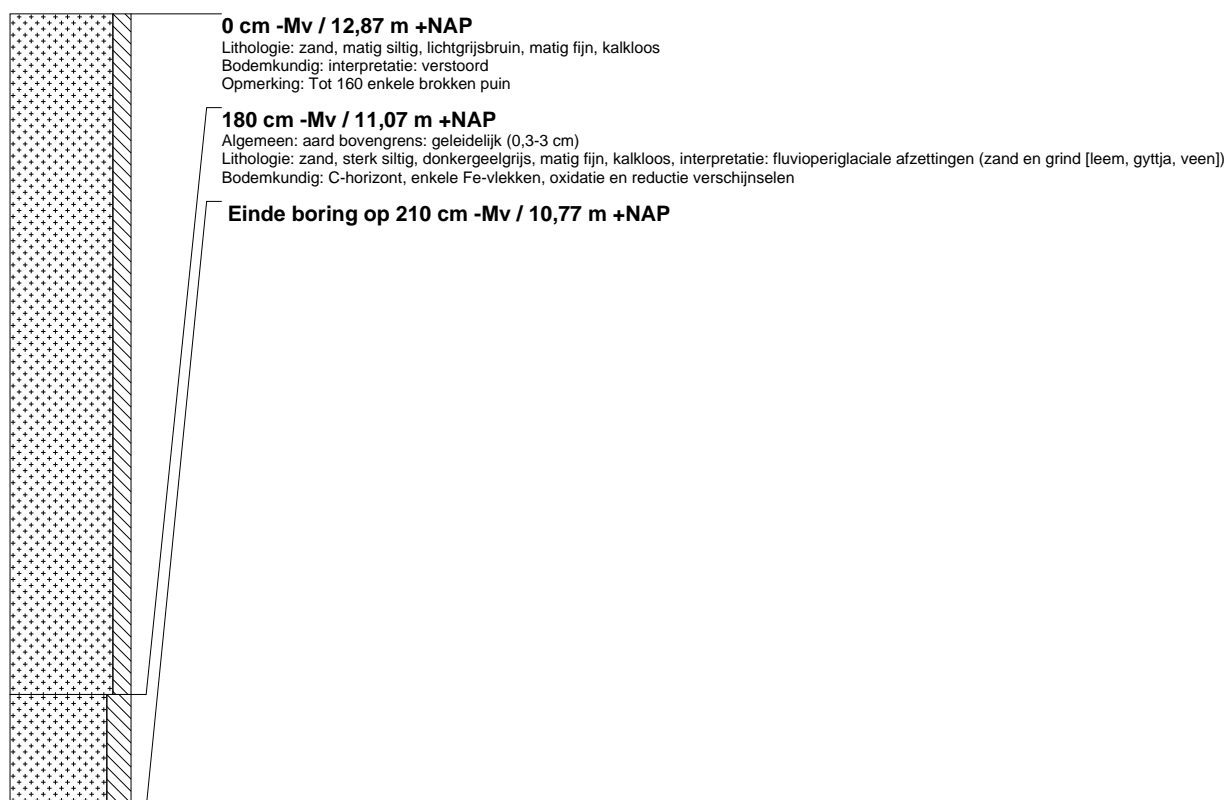 0 cm -Mv / 12,87 m +NAP
Lithologie: zand, matig siltig, lichtgrijsbruin, matig fijn, kalkloos
Bodemkundig: interpretatie: verstoord
Opmerking: Tot 160 enkele brokken puin
180 cm -Mv / 11,07 m +NAP
Algemeen: aard bovengrens: geleidelijk (0,3-3 cm)
Lithologie: zand, sterk siltig, donkergeelgrijs, matig fijn, kalkloos, interpretatie: fluvioperiglaciale afzettingen (zand en grind [leem, gyttja, veen])
Bodemkundig: C-horizont, enkele Fe-vlekken, oxidatie en reductie verschijnselen
Einde boring op 210 cm -Mv / 10,77 m +NAP